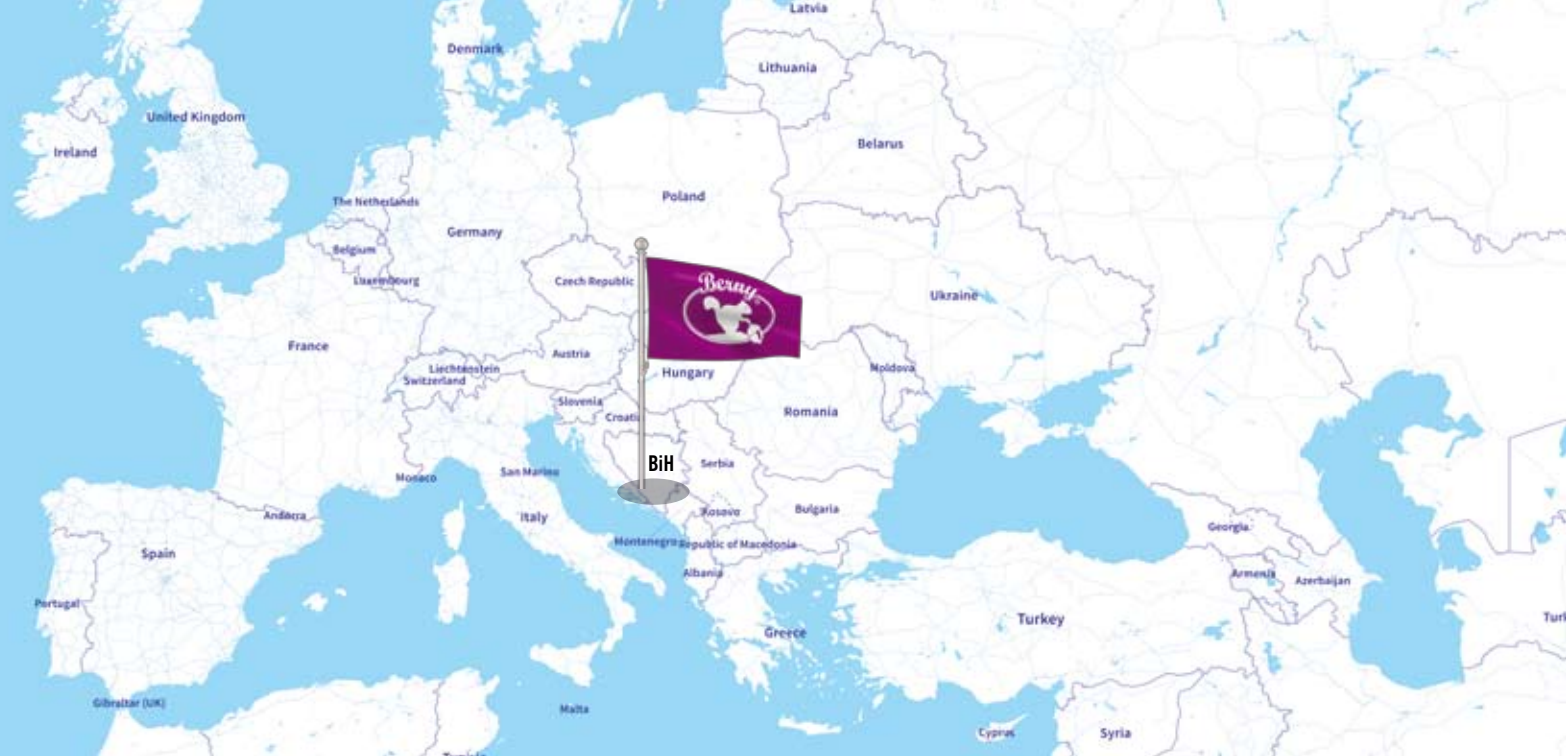 Latvia
Denmark
Lithuania
United Kingdom
Belarus
Ireland
Poland
The Netherlands
Germany
Belgium
Luxembourg
Czech Republic
Berny
Ukraine
France
Austria
Liechtenstein
Switzerland
Hungary
Moldova
Slovenia
Croatia
Romania
BiH
Serbia
San Marino
Monaco
Kosovo
Bulgaria
Andorra
Italy
Georgia
Montenegro
Republic of Macedonia
Spain
Albania
Armenia
Azerbaijan
Portugal
Turkey
Greece
Gibraltar (UK)
Malta
Cyprus
Syria